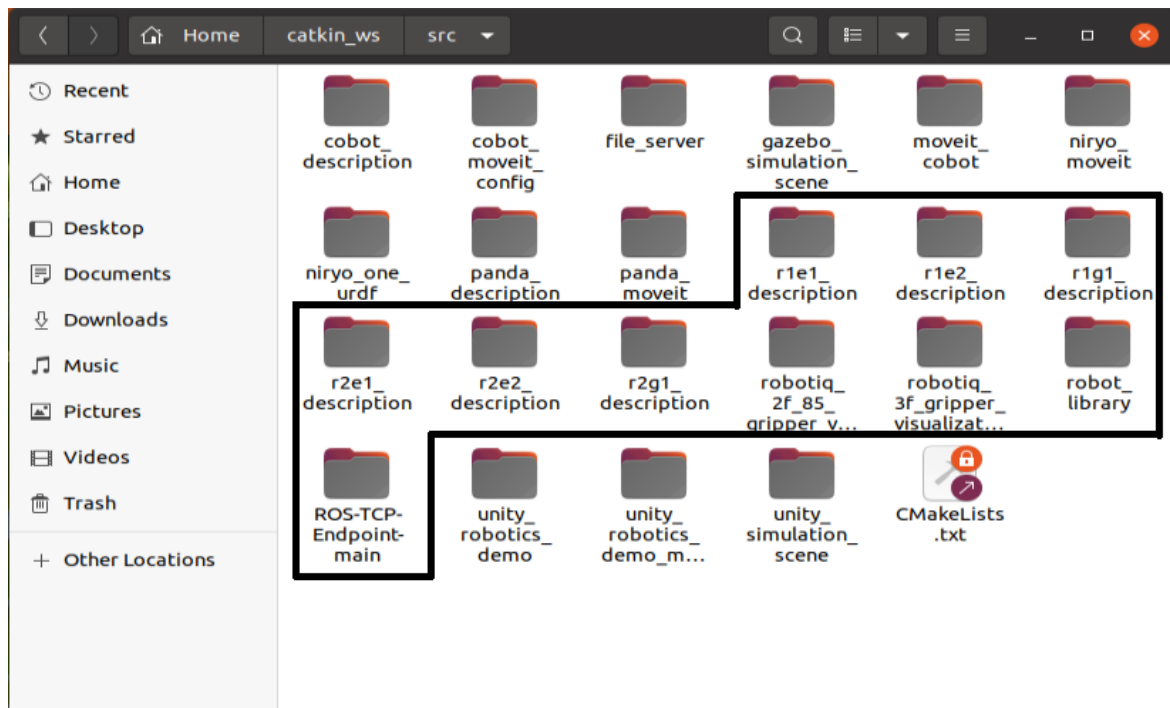 Home catkin_ws src
Recent
Starred
Home
Desktop
Documents
Downloads
Music
Pictures
Videos
Trash
Other Locations
cobot_
description
cobot_
moveit_
config
file_server
gazebo_
simulation_
scene
moveit_
cobot
niryo_
moveit
niryo_one_
urdf
panda_
description
panda_
moveit
r1e1_
description
r1e2_
description
r1g1_
description
r2e1_
description
r2e2_
description
r2g1_
description
robotiq_
2f_85_
gripper_v...
robotiq_
3f_gripper_
visualizat...
robot_
library
ROS-TCP-
Endpoint-
main
unity_
robotics_
demo
unity_
robotics_
demo_m...
unity_
simulation_
scene
CMakeLists
.txt